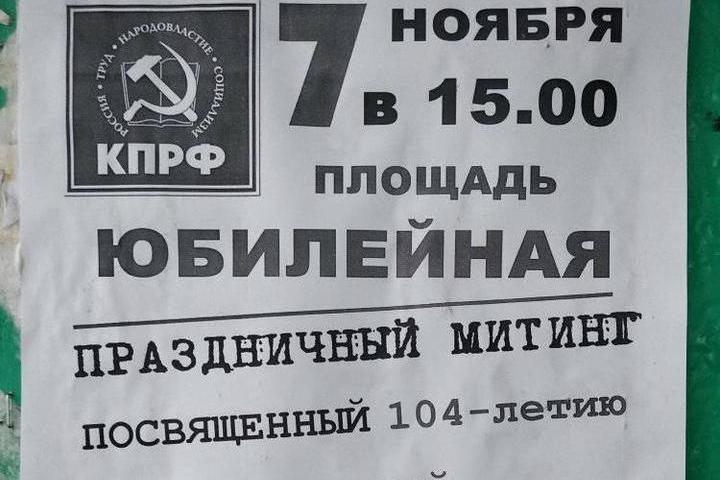 РОССИЯ · ТРУД · НАРОДОВЛАСТИЕ · СОЦИАЛИЗМ
КПРФ
7 НОЯБРЯ
в 15.00
ПЛОЩАДЬ
ЮБИЛЕЙНАЯ
ПРАЗДНИЧНЫЙ МИТИНГ
ПОСВЯЩЕННЫЙ 104-летию